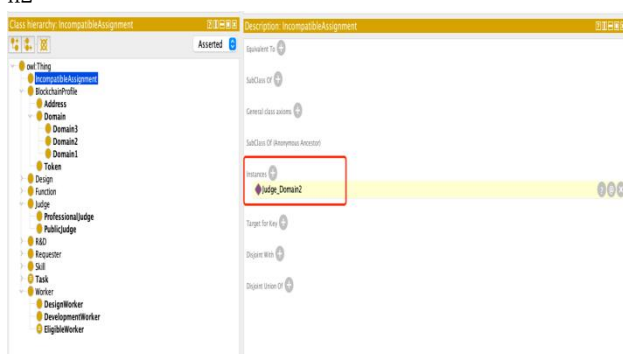 Class hierarchy: IncompatibleAssignment
Asserted
owl:Thing
IncompatibleAssignment
BlockchainProfile
Address
Domain
Domain3
Domain2
Domain1
Token
Design
Function
Judge
ProfessionalJudge
PublicJudge
R&D
Requester
Skill
Task
Worker
DesignWorker
DevelopmentWorker
EligibleWorker
Description: IncompatibleAssignment
Equivalent To
SubClass Of
General class axioms
SubClass Of (Anonymous Ancestor)
Instances
Judge_Domain2
Target for Key
Disjoint With
Disjoint Union Of